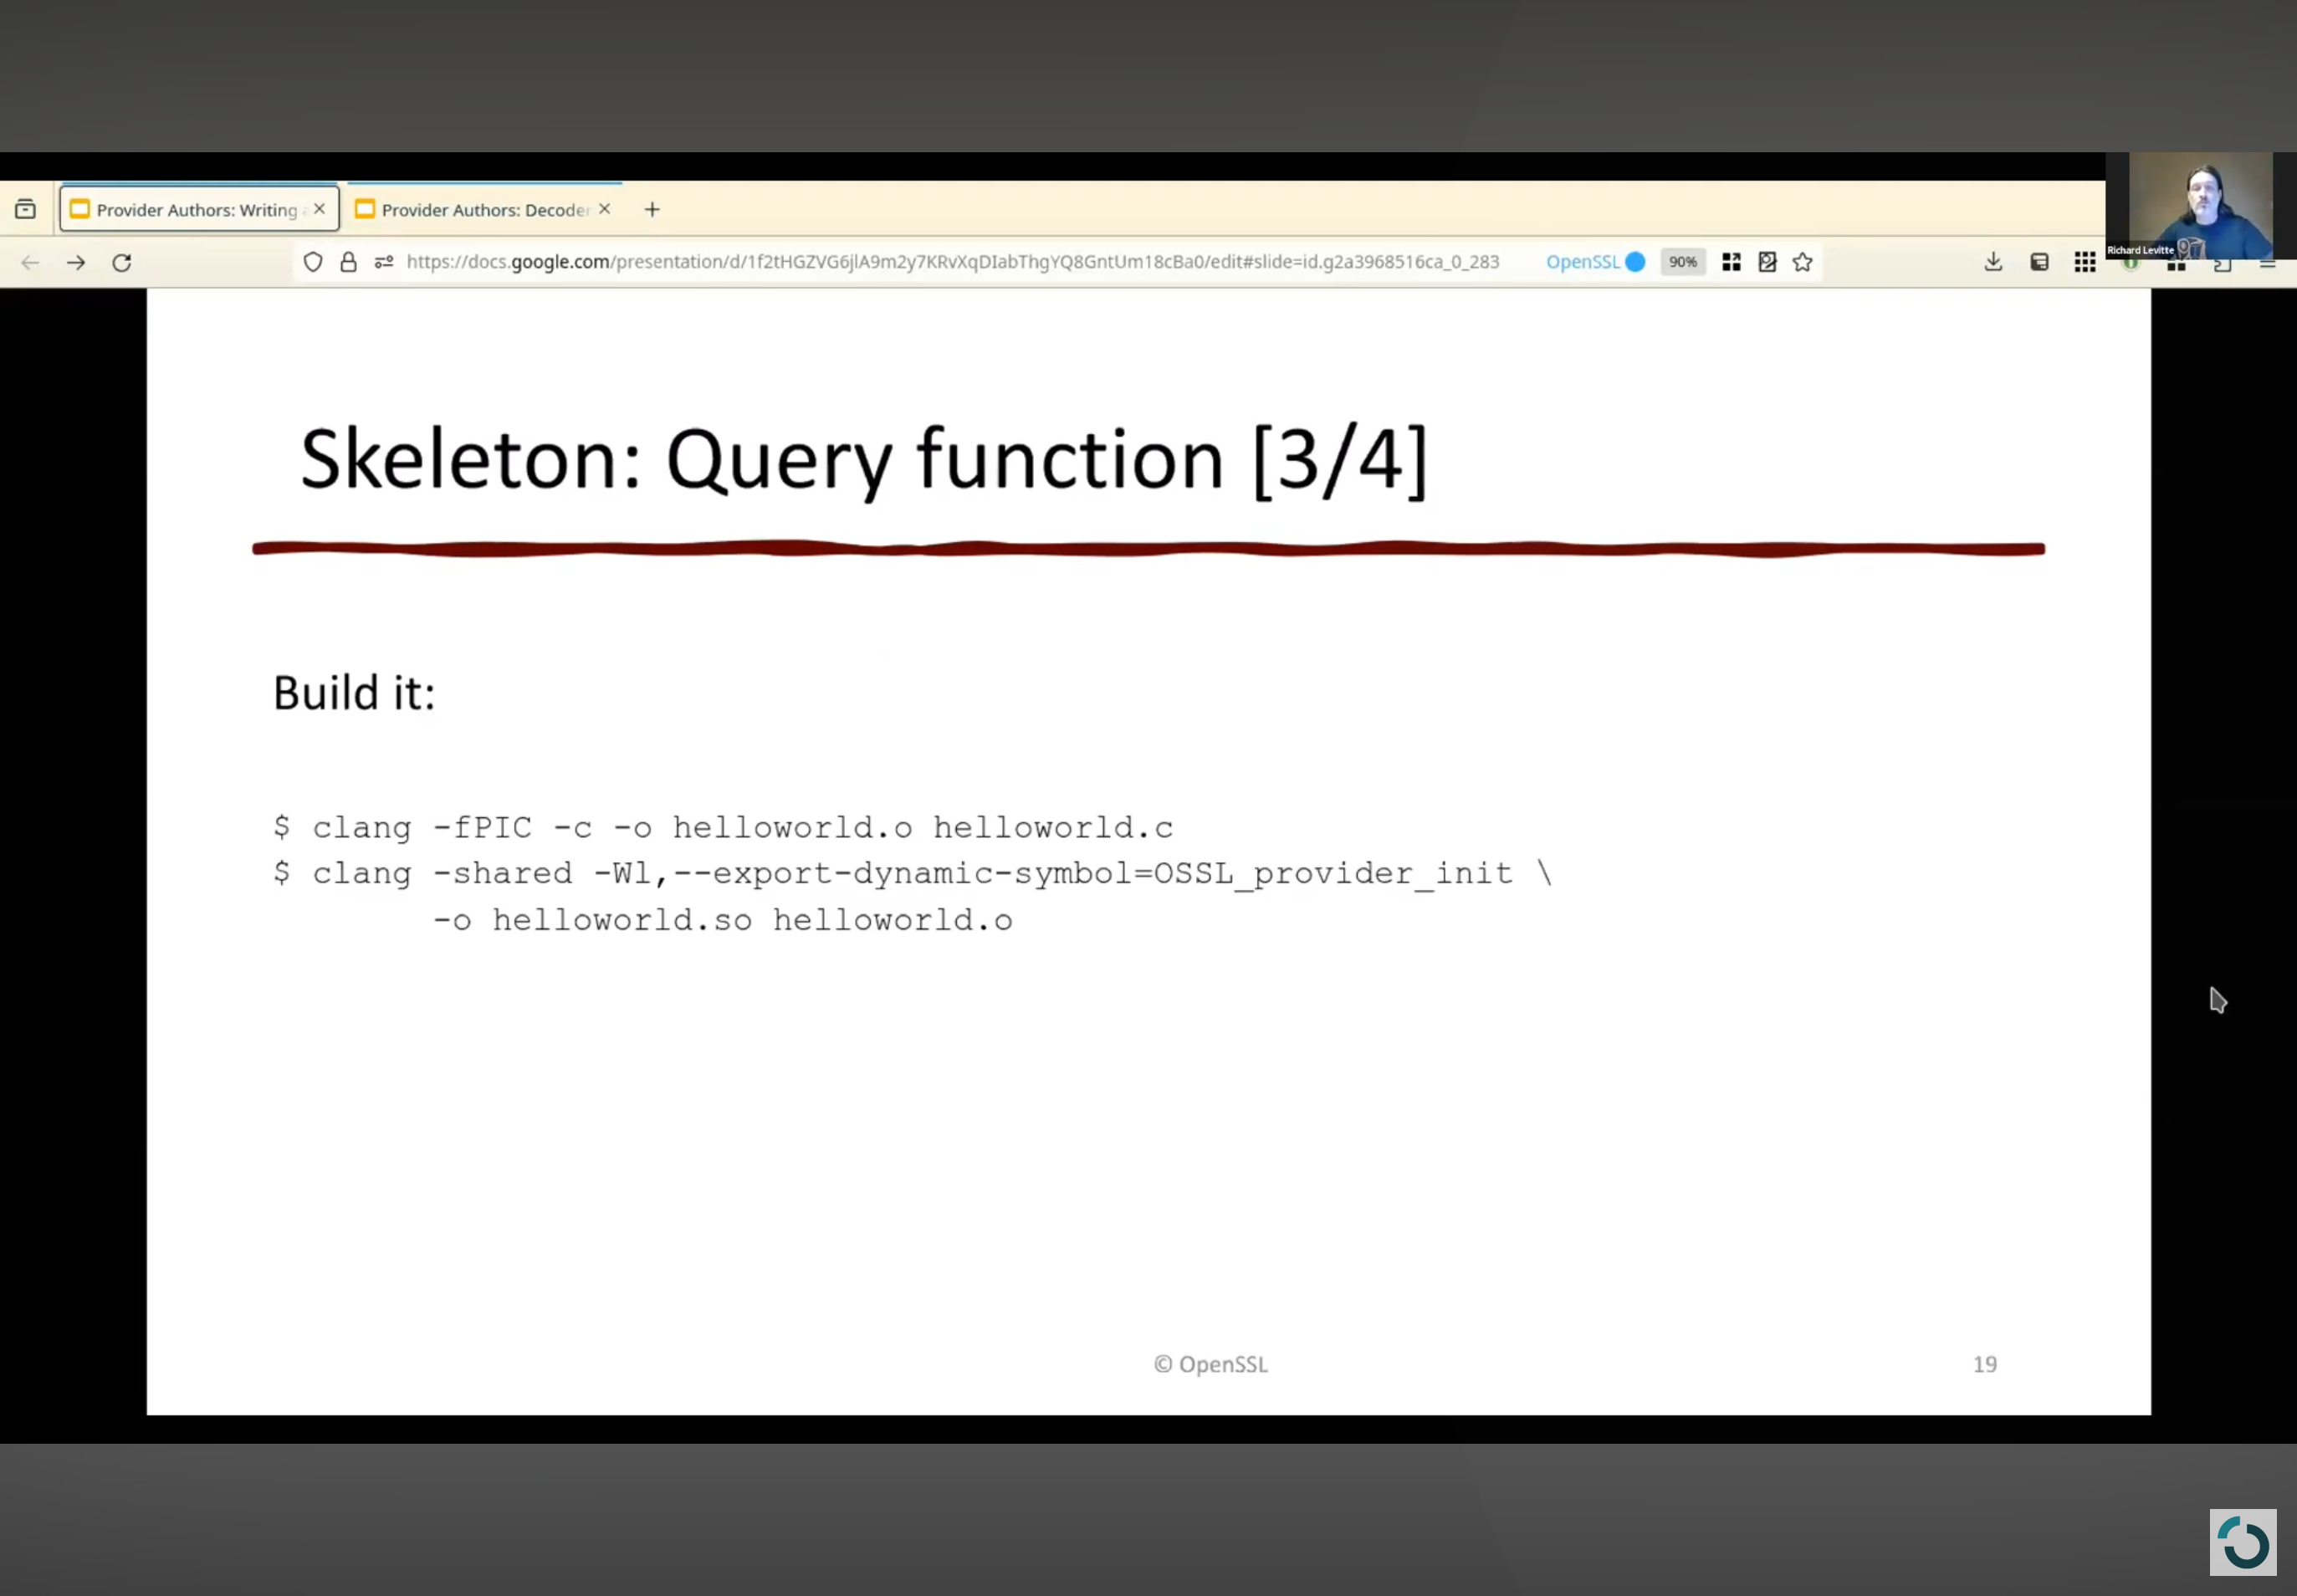 Provider Authors: Writing
Provider Authors: Decoder
https://docs.google.com/presentation/d/1f2tHGZVG6jlA9m2y7KRvXqDIabThgYQ8GntUm18cBa0/edit#slide=id.g2a3968516ca_0_283
OpenSSL
90%
Richard Levitte
Skeleton: Query function [3/4]
Build it:
$ clang -fPIC -c -o helloworld.o helloworld.c
$ clang -shared -Wl,--export-dynamic-symbol=OSSL_provider_init \
-o helloworld.so helloworld.o
© OpenSSL
19